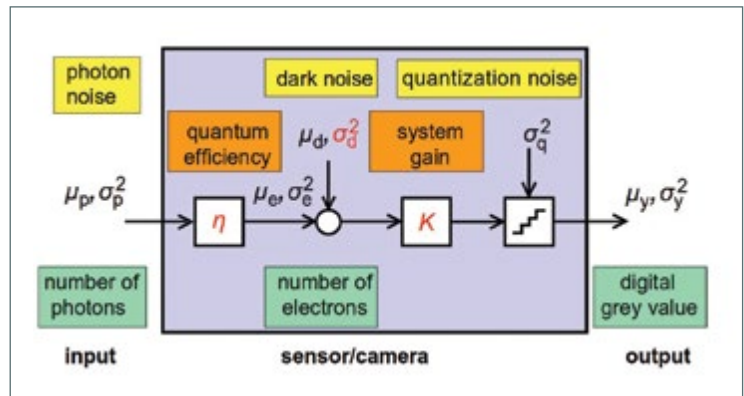 photon
noise
dark noise
quantization noise
quantum
efficiency
μd, σd²
system
gain
σq²
μp, σp²
μe, σe²
η
K
μy, σy²
number of
photons
number of
electrons
digital
grey value
input
sensor/camera
output